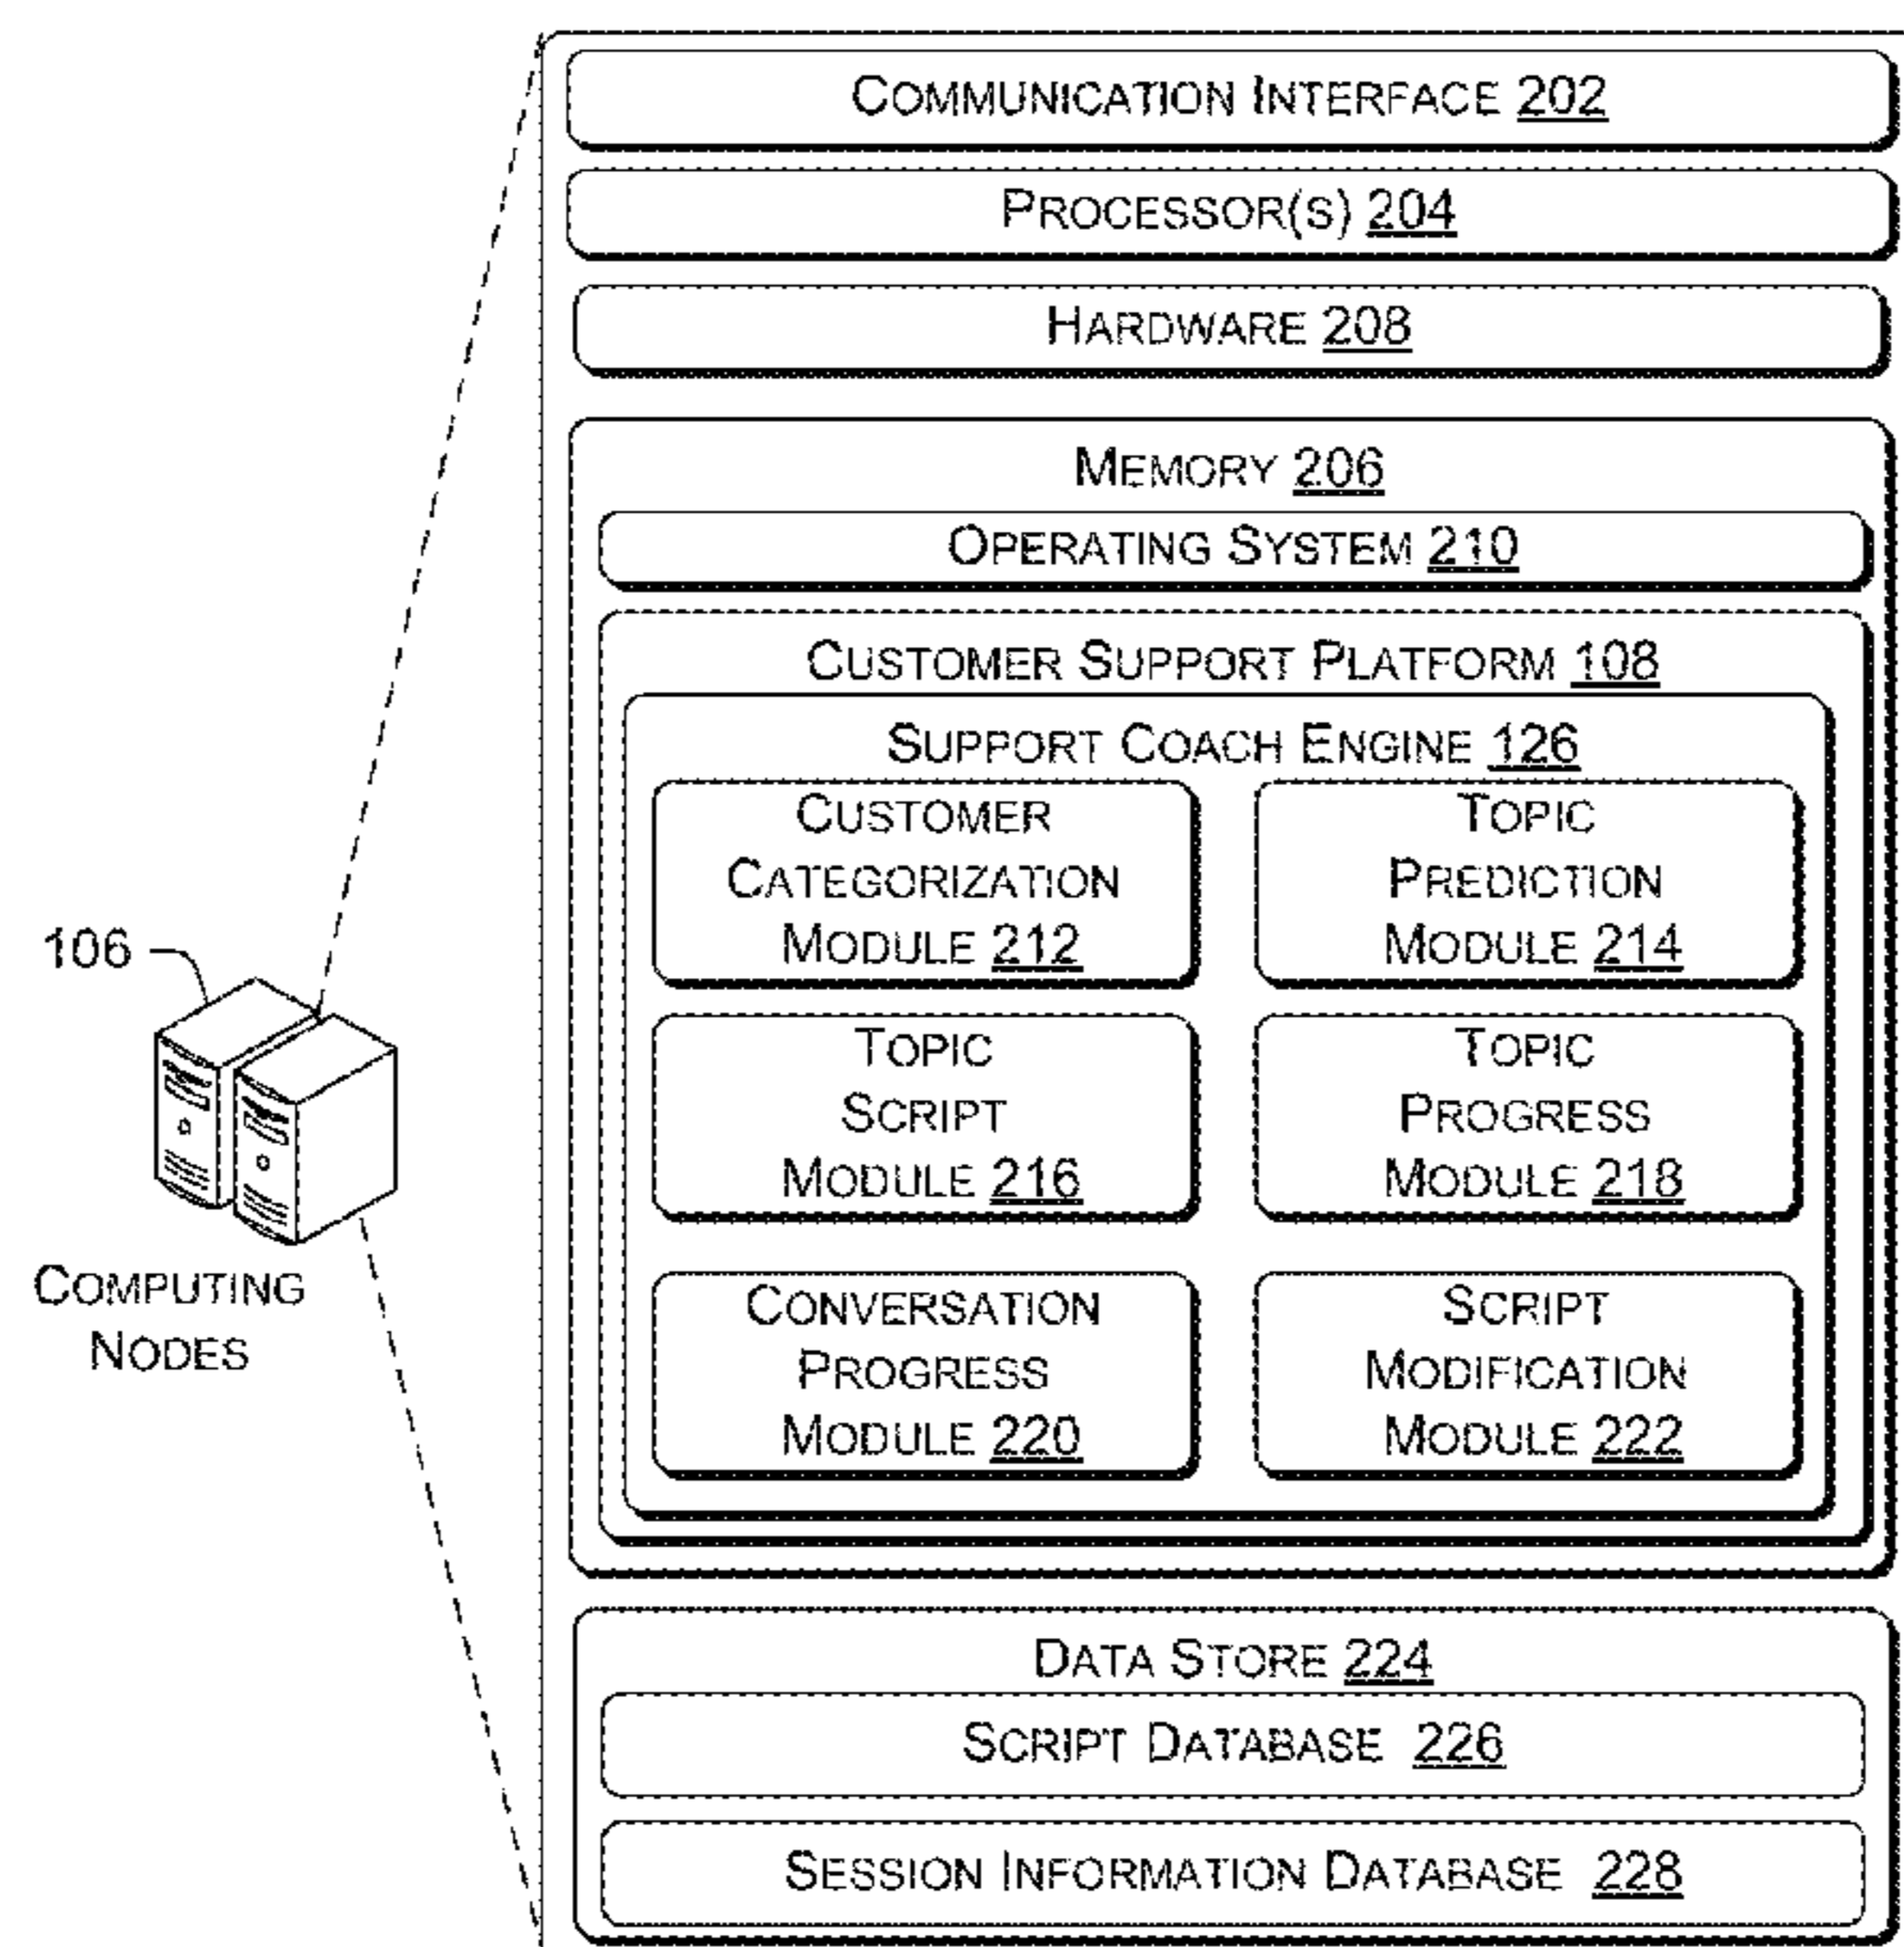 COMMUNICATION INTERFACE 202
PROCESSOR(S) 204
HARDWARE 208
MEMORY 206
OPERATING SYSTEM 210
CUSTOMER SUPPORT PLATFORM 108
SUPPORT COACH ENGINE 126
CUSTOMER
CATEGORIZATION
MODULE 212
TOPIC
PREDICTION
MODULE 214
TOPIC
SCRIPT
MODULE 216
TOPIC
PROGRESS
MODULE 218
CONVERSATION
PROGRESS
MODULE 220
SCRIPT
MODIFICATION
MODULE 222
DATA STORE 224
SCRIPT DATABASE 226
SESSION INFORMATION DATABASE 228
106
COMPUTING
NODES